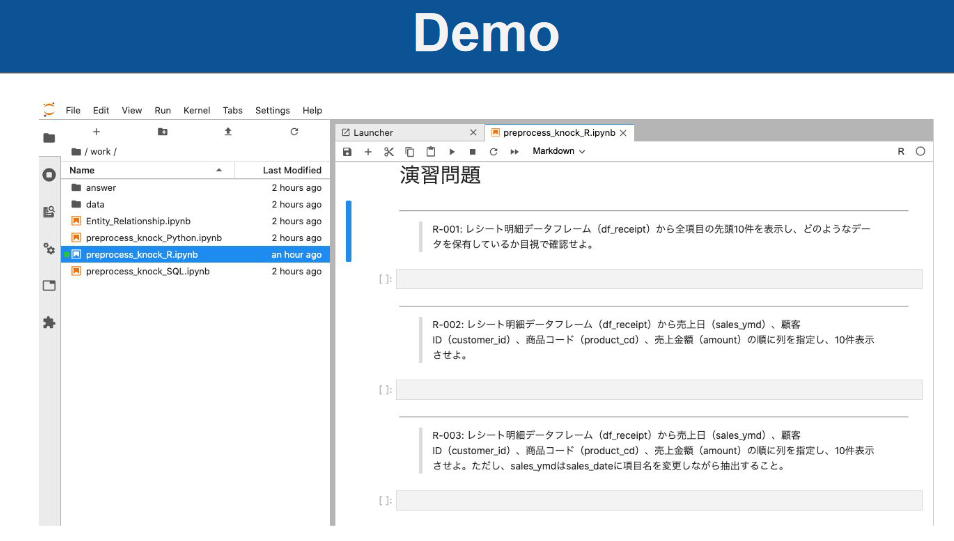 Demo
File Edit View Run Kernel Tabs Settings Help
/ work /
Name Last Modified
answer 2 hours ago
data 2 hours ago
Entity_Relationship.ipynb 2 hours ago
preprocess_knock_Python.ipynb 2 hours ago
preprocess_knock_R.ipynb an hour ago
preprocess_knock_SQL.ipynb 2 hours ago
Launcher preprocess_knock_R.ipynb
Markdown R
演習問題
R-001: レシート明細データフレーム（df_receipt）から全項目の先頭10件を表示し、どのようなデー
タを保有しているか目視で確認せよ。
[ ]:
R-002: レシート明細データフレーム（df_receipt）から売上日（sales_ymd）、顧客
ID（customer_id）、商品コード（product_cd）、売上金額（amount）の順に列を指定し、10件表示
させよ。
[ ]:
R-003: レシート明細データフレーム（df_receipt）から売上日（sales_ymd）、顧客
ID（customer_id）、商品コード（product_cd）、売上金額（amount）の順に列を指定し、10件表示
させよ。ただし、sales_ymdはsales_dateに項目名を変更しながら抽出すること。
[ ]: